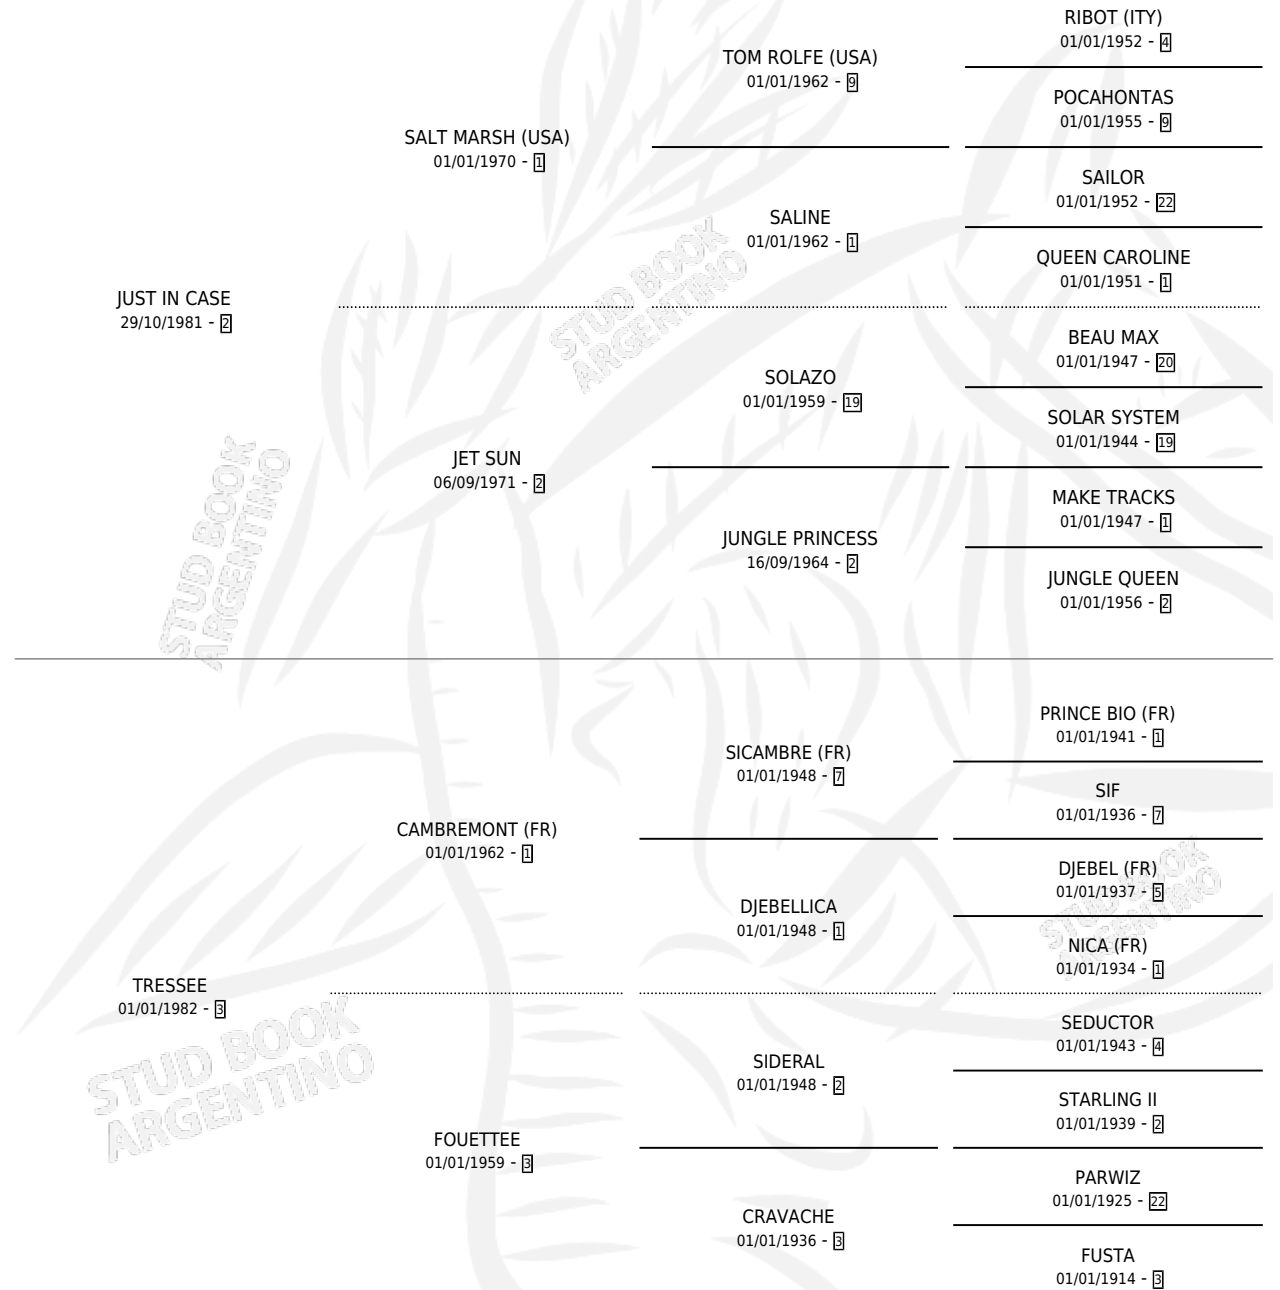 RIBOT (ITY)
01/01/1952 - 4
TOM ROLFE (USA)
01/01/1962 - 9
POCAHONTAS
01/01/1955 - 9
SALT MARSH (USA)
01/01/1970 - 1
SAILOR
01/01/1952 - 22
SALINE
01/01/1962 - 1
QUEEN CAROLINE
01/01/1951 - 1
JUST IN CASE
29/10/1981 - 2
BEAU MAX
01/01/1947 - 20
SOLAZO
01/01/1959 - 19
SOLAR SYSTEM
01/01/1944 - 19
JET SUN
06/09/1971 - 2
MAKE TRACKS
01/01/1947 - 1
JUNGLE PRINCESS
16/09/1964 - 2
JUNGLE QUEEN
01/01/1956 - 2
STUD BOOK
ARGENTINO
STUD BOOK
ARGENTINO
PRINCE BIO (FR)
01/01/1941 - 1
SICAMBRE (FR)
01/01/1948 - 7
SIF
01/01/1936 - 7
CAMBREMONT (FR)
01/01/1962 - 1
DJEBEL (FR)
01/01/1937 - 5
DJEBELLICA
01/01/1948 - 1
NICA (FR)
01/01/1934 - 1
TRESSEE
01/01/1982 - 3
SEDUCTOR
01/01/1943 - 4
SIDERAL
01/01/1948 - 2
STARLING II
01/01/1939 - 2
FOUETTEE
01/01/1959 - 3
PARWIZ
01/01/1925 - 22
CRAVACHE
01/01/1936 - 3
FUSTA
01/01/1914 - 3
STUD BOOK
ARGENTINO
STUD BOOK
ARGENTINO